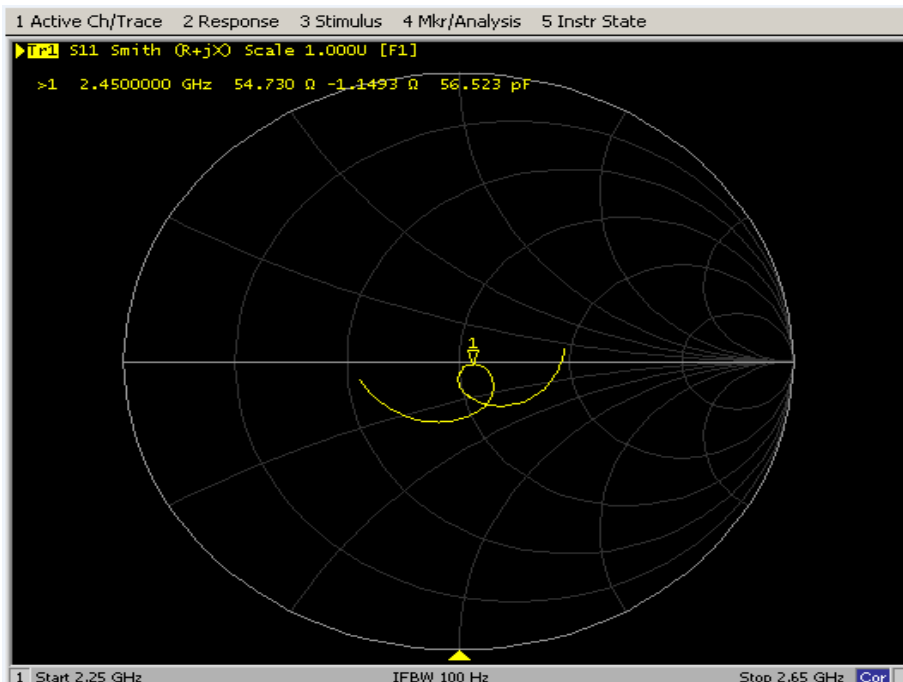 1 Active Ch/Trace 2 Response 3 Stimulus 4 Mkr/Analysis 5 Instr State
Tr1 S11 Smith (R+jX) Scale 1.000U [F1]
>1 2.4500000 GHz 54.730 Ω -1.1493 Ω 56.523 pF
1
1 Start 2.25 GHz IFBW 100 Hz Stop 2.65 GHz Cor